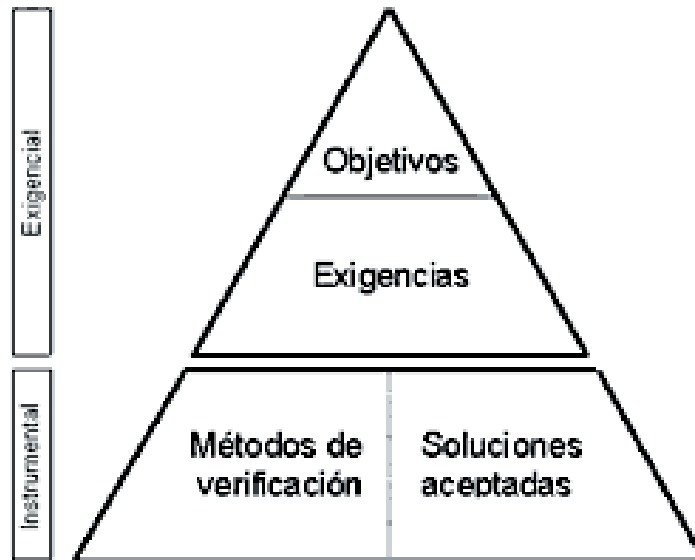 Exigencial
Objetivos
Exigencias
Instrumental
Métodos de
verificación
Soluciones
aceptadas